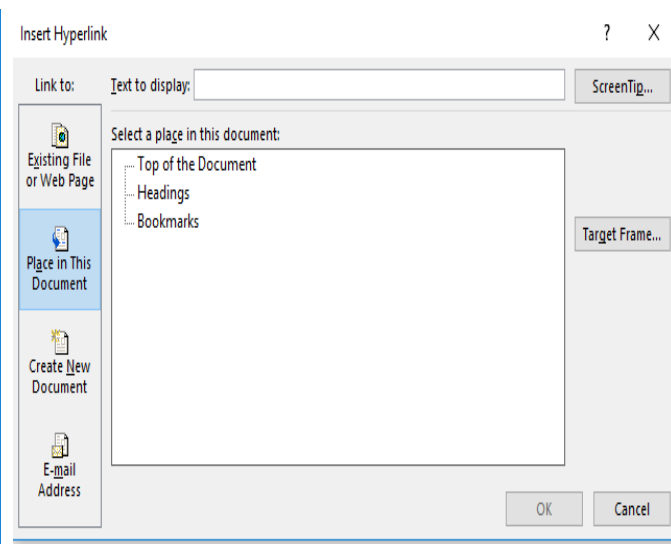 Insert Hyperlink
?
X
Link to:
Text to display:
ScreenTip...
Existing File
or Web Page
Select a place in this document:
Top of the Document
Headings
Bookmarks
Place in This
Document
Target Frame...
Create New
Document
E-mail
Address
OK
Cancel